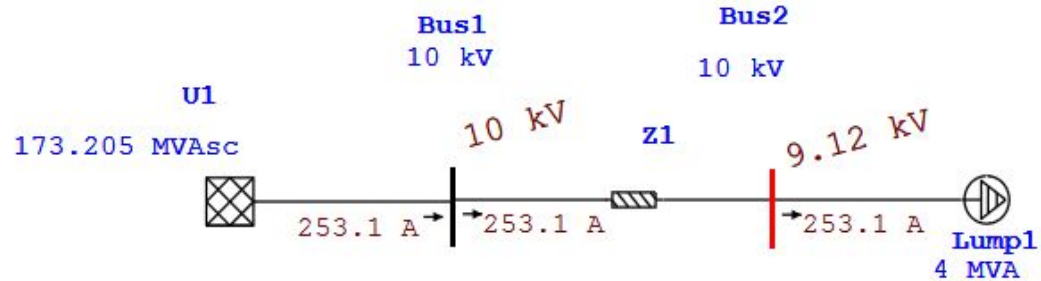 Bus1
10 kV
Bus2
10 kV
U1
173.205 MVAsc
10 kV
Z1
9.12 kV
253.1 A
253.1 A
253.1 A
Lump1
4 MVA